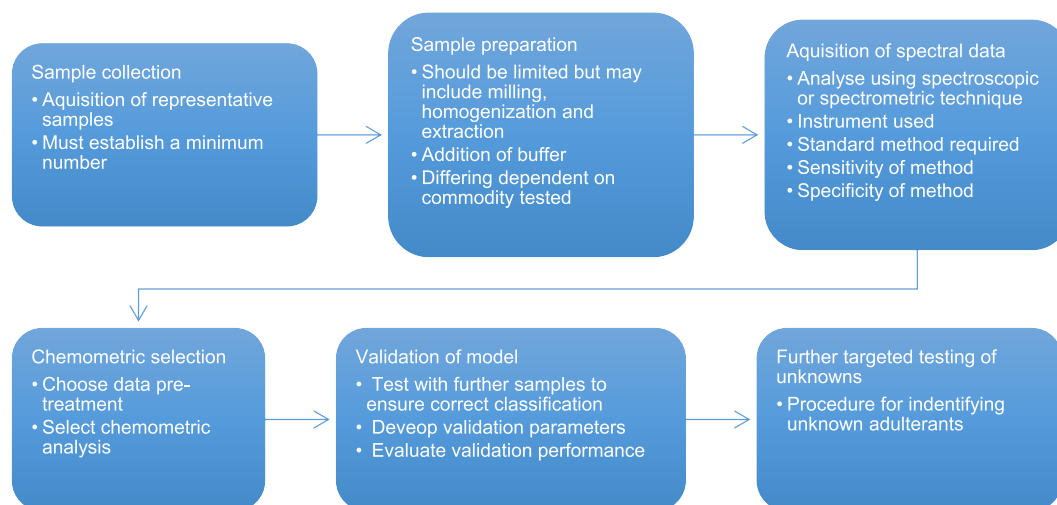 Sample collection
• Aquisition of representative
samples
• Must establish a minimum
number
Sample preparation
• Should be limited but may
include milling,
homogenization and
extraction
• Addition of buffer
• Differing dependent on
commodity tested
Aquisition of spectral data
• Analyse using spectroscopic
or spectrometric technique
• Instrument used
• Standard method required
• Sensitivity of method
• Specificity of method
Chemometric selection
• Choose data pre-
treatment
• Select chemometric
analysis
Validation of model
• Test with further samples to
ensure correct classification
• Deveop validation parameters
• Evaluate validation performance
Further targeted testing of
unknowns
• Procedure for indentifying
unknown adulterants